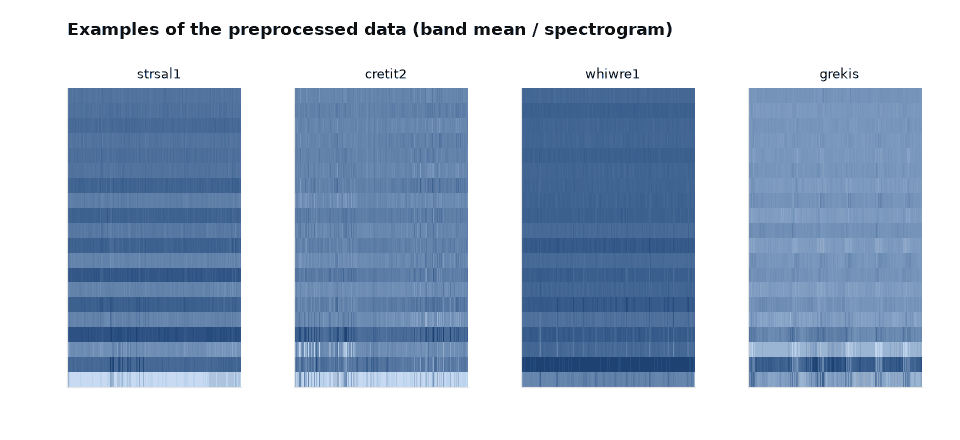 Examples of the preprocessed data (band mean / spectrogram)
strsal1 cretit2 whiwre1 grekis